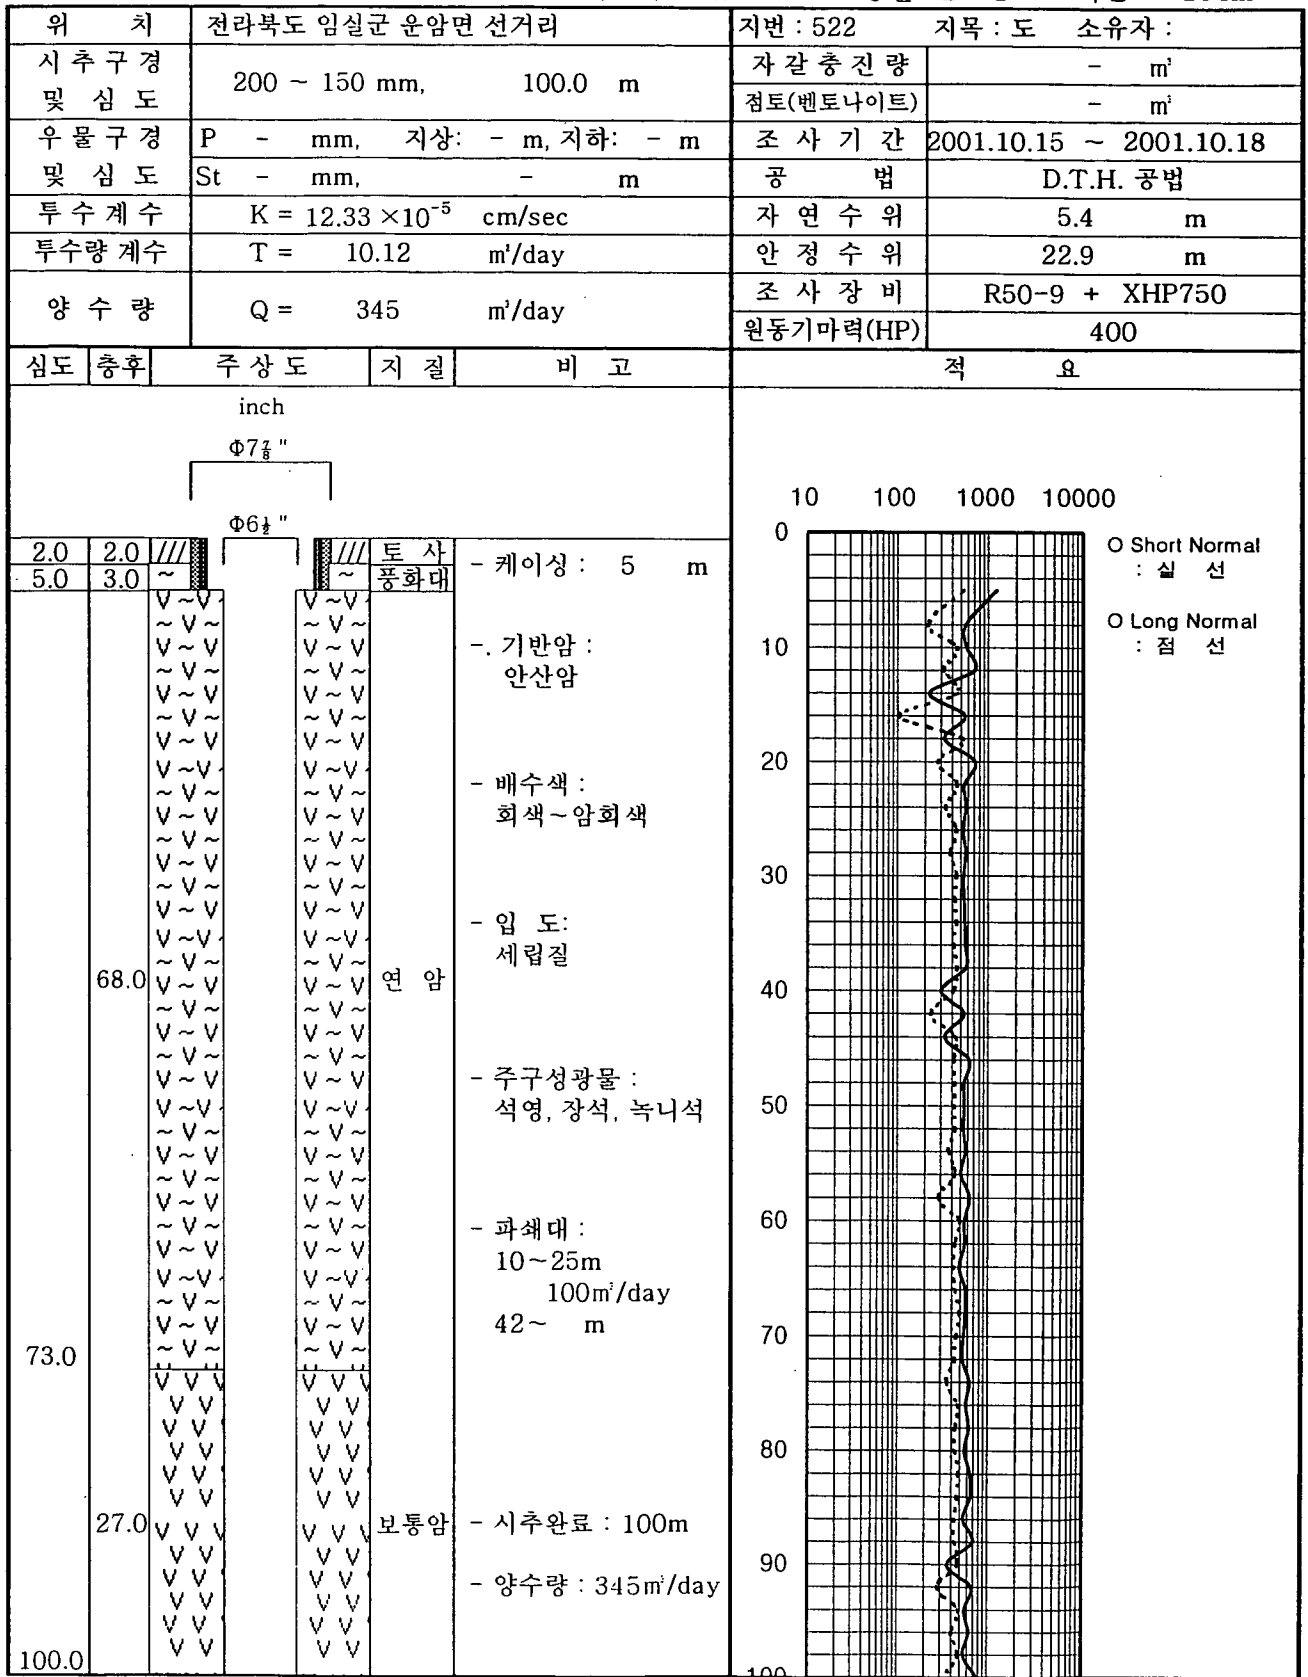 위 치 전라북도 임실군 운암면 선거리 지번 : 522 지목 : 도 소유자 :
시 추 구 경 및 심 도 200 ~ 150 mm, 100.0 m
자 갈 충 진 량 - ㎥
점토(벤토나이트) - ㎥
우 물 구 경 및 심 도 P - mm, 지상: - m, 지하: - m
St - mm, - m
조 사 기 간 2001.10.15 ~ 2001.10.18
공 법 D.T.H. 공법
투 수 계 수 K = 12.33 ×10⁻⁵ cm/sec
자 연 수 위 5.4 m
투수량 계수 T = 10.12 ㎡/day
안 정 수 위 22.9 m
양 수 량 Q = 345 ㎥/day
조 사 장 비 R50-9 + XHP750
원동기마력(HP) 400
심도 층후 주 상 도 지 질 비 고 적 요
inch
Φ7⅞ "
Φ6½ "
2.0 2.0 토 사
5.0 3.0 풍화대
- 케이싱 : 5 m
-. 기반암 :
안산암
- 배수색 :
회색~암회색
- 입 도:
세립질
68.0 연 암
- 주구성광물 :
석영, 장석, 녹니석
- 파쇄대 :
10~25m
100㎥/day
42~ m
73.0
27.0 보통암 - 시추완료 : 100m
- 양수량 : 345㎥/day
100.0
10 100 1000 10000
0
10
20
30
40
50
60
70
80
90
100
O Short Normal
: 실 선
O Long Normal
: 점 선